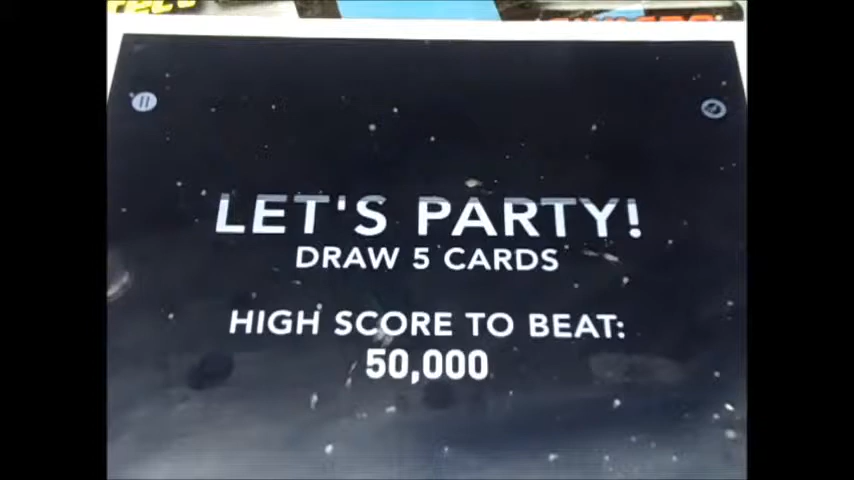 LET'S PARTY!
DRAW 5 CARDS
HIGH SCORE TO BEAT:
50,000